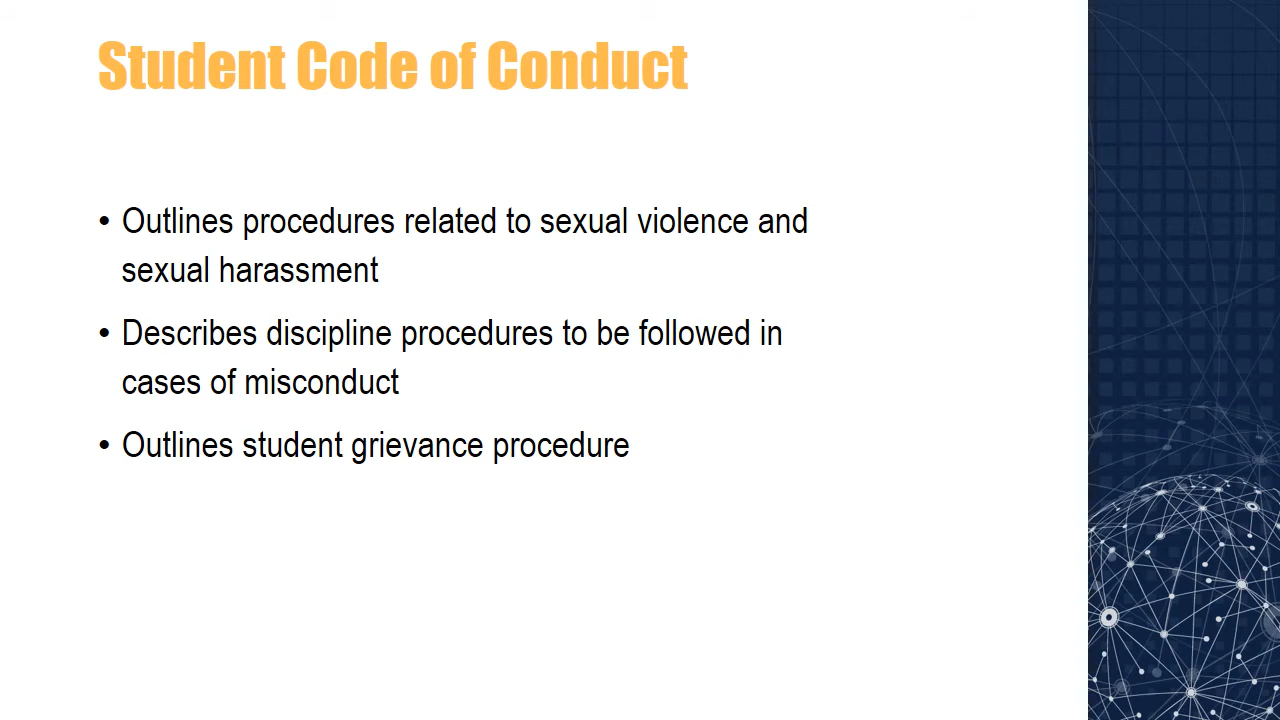 Student Code of Conduct
• Outlines procedures related to sexual violence and
sexual harassment
• Describes discipline procedures to be followed in
cases of misconduct
• Outlines student grievance procedure